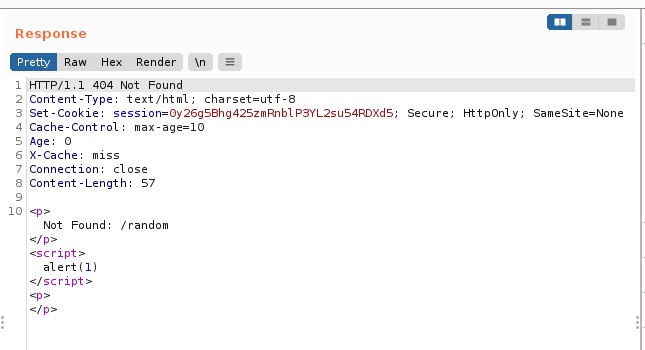 Response
Pretty Raw Hex Render \n
1 HTTP/1.1 404 Not Found
2 Content-Type: text/html; charset=utf-8
3 Set-Cookie: session=0y26g5Bhg425zmRnblP3YL2su54RDXd5; Secure; HttpOnly; SameSite=None
4 Cache-Control: max-age=10
5 Age: 0
6 X-Cache: miss
7 Connection: close
8 Content-Length: 57
9
10 <p>
Not Found: /random
</p>
<script>
alert(1)
</script>
<p>
</p>